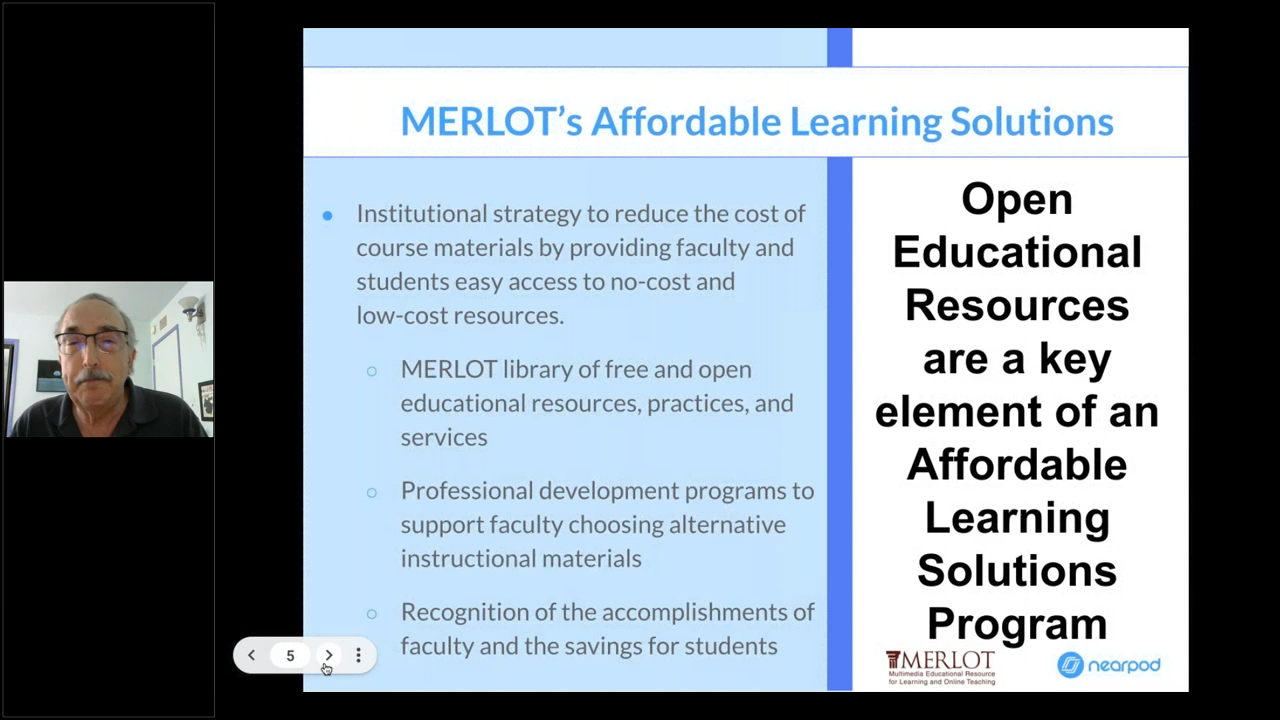 MERLOT's Affordable Learning Solutions
● Institutional strategy to reduce the cost of
course materials by providing faculty and
students easy access to no-cost and
low-cost resources.
○ MERLOT library of free and open
educational resources, practices, and
services
○ Professional development programs to
support faculty choosing alternative
instructional materials
○ Recognition of the accomplishments of
faculty and the savings for students
Open
Educational
Resources
are a key
element of an
Affordable
Learning
Solutions
Program
MERLOT
Multimedia Educational Resource
for Learning and Online Teaching
nearpod
5